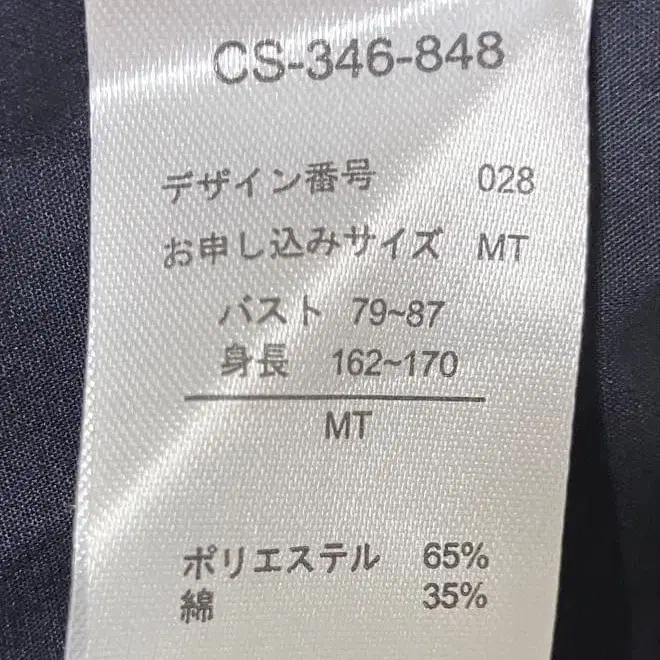 CS-346-848
デザイン番号 028
お申し込みサイズ MT
バスト 79~87
身長 162~170
MT
ポリエステル 65%
綿 35%